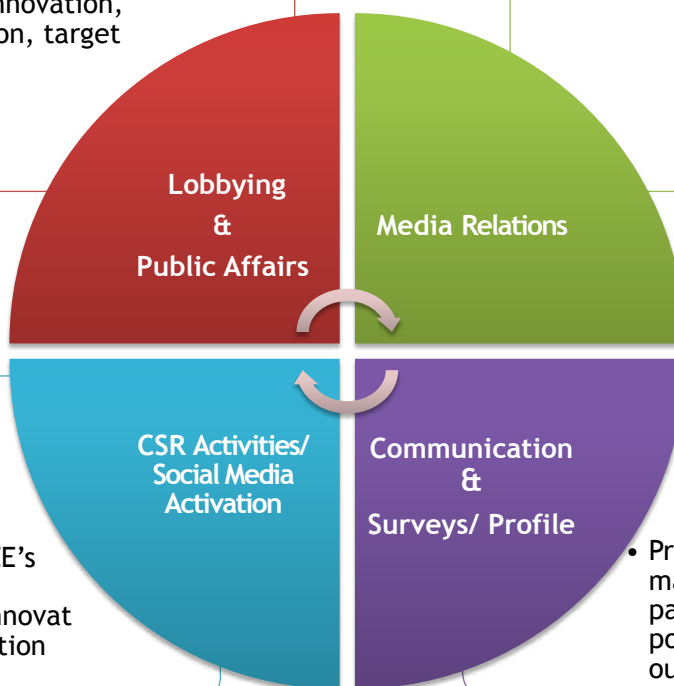 nnovation,
on, target
Lobbying
&
Public Affairs
Media Relations
CSR Activities/
Social Media
Activation
Communication
&
Surveys/ Profile
E's
nnovat
tion
• Pr
ma
pa
po
ou